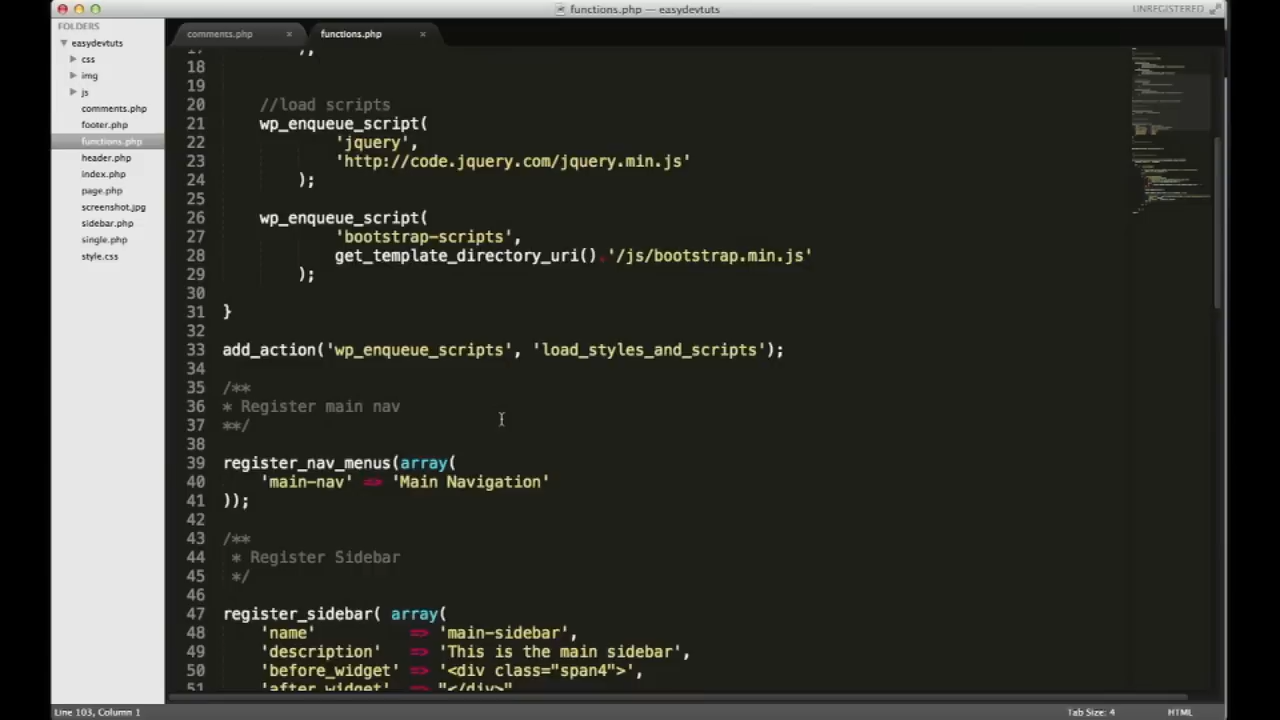 functions.php — easydevtuts
UNREGISTERED
FOLDERS
easydevtuts
css
img
js
comments.php
footer.php
functions.php
header.php
index.php
page.php
screenshot.jpg
sidebar.php
single.php
style.css
comments.php × functions.php ×
17 );
18
19
20 //load scripts
21 wp_enqueue_script(
22 'jquery',
23 'http://code.jquery.com/jquery.min.js'
24 );
25
26 wp_enqueue_script(
27 'bootstrap-scripts',
28 get_template_directory_uri().'/js/bootstrap.min.js'
29 );
30
31 }
32
33 add_action('wp_enqueue_scripts', 'load_styles_and_scripts');
34
35 /**
36 * Register main nav
37 **/
38
39 register_nav_menus(array(
40 'main-nav' => 'Main Navigation'
41 ));
42
43 /**
44 * Register Sidebar
45 */
46
47 register_sidebar( array(
48 'name' => 'main-sidebar',
49 'description' => 'This is the main sidebar',
50 'before_widget' => '<div class="span4">',
51 'after_widget' => "</div>"
Line 103, Column 1
Tab Size: 4
HTML